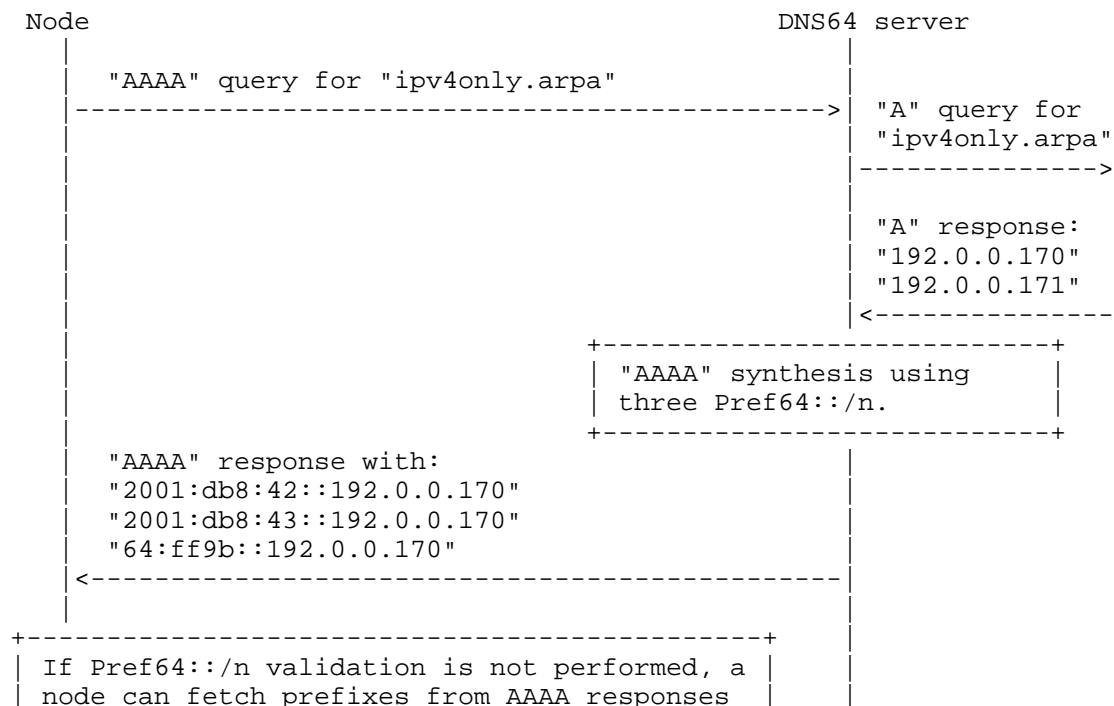 Node DNS64 server
"AAAA" query for "ipv4only.arpa"
"A" query for
"ipv4only.arpa"
"A" response:
"192.0.0.170"
"192.0.0.171"
"AAAA" synthesis using
three Pref64::/n.
"AAAA" response with:
"2001:db8:42::192.0.0.170"
"2001:db8:43::192.0.0.170"
"64:ff9b::192.0.0.170"
If Pref64::/n validation is not performed, a
node can fetch prefixes from AAAA responses